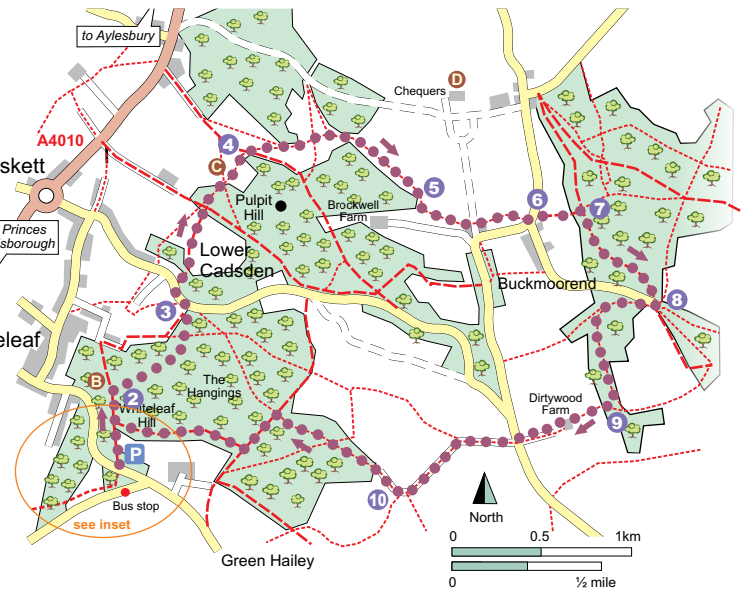 to Aylesbury
D
Chequers
A4010
4
C
skett
5
Pulpit
Hill
Brockwell
Farm
6
7
Princes
isborough
Lower
Cadsden
Buckmoorend
8
3
eleaf
B
The
Hangings
2
Whiteleaf
Hill
Dirtywood
Farm
9
P
10
Bus stop
see inset
North
Green Hailey
0 0.5 1km
0 ½ mile